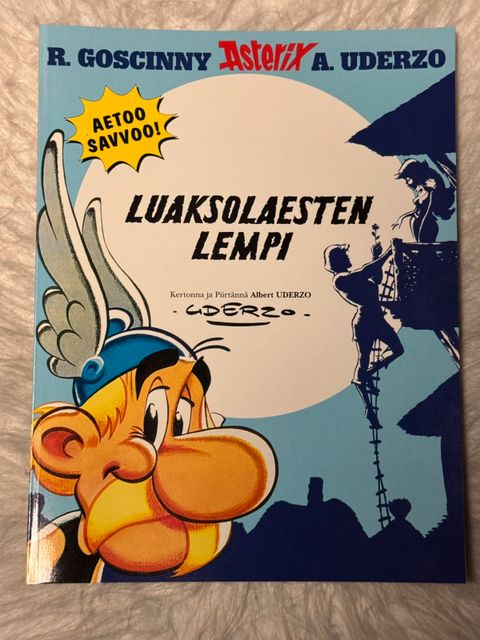 R. GOSCINNY Asterix A. UDERZO
AETOO
SAVVOO!
LUAKSOLAESTEN
LEMPI
Kertonna ja Piirtännä Albert UDERZO
·UDERZO·